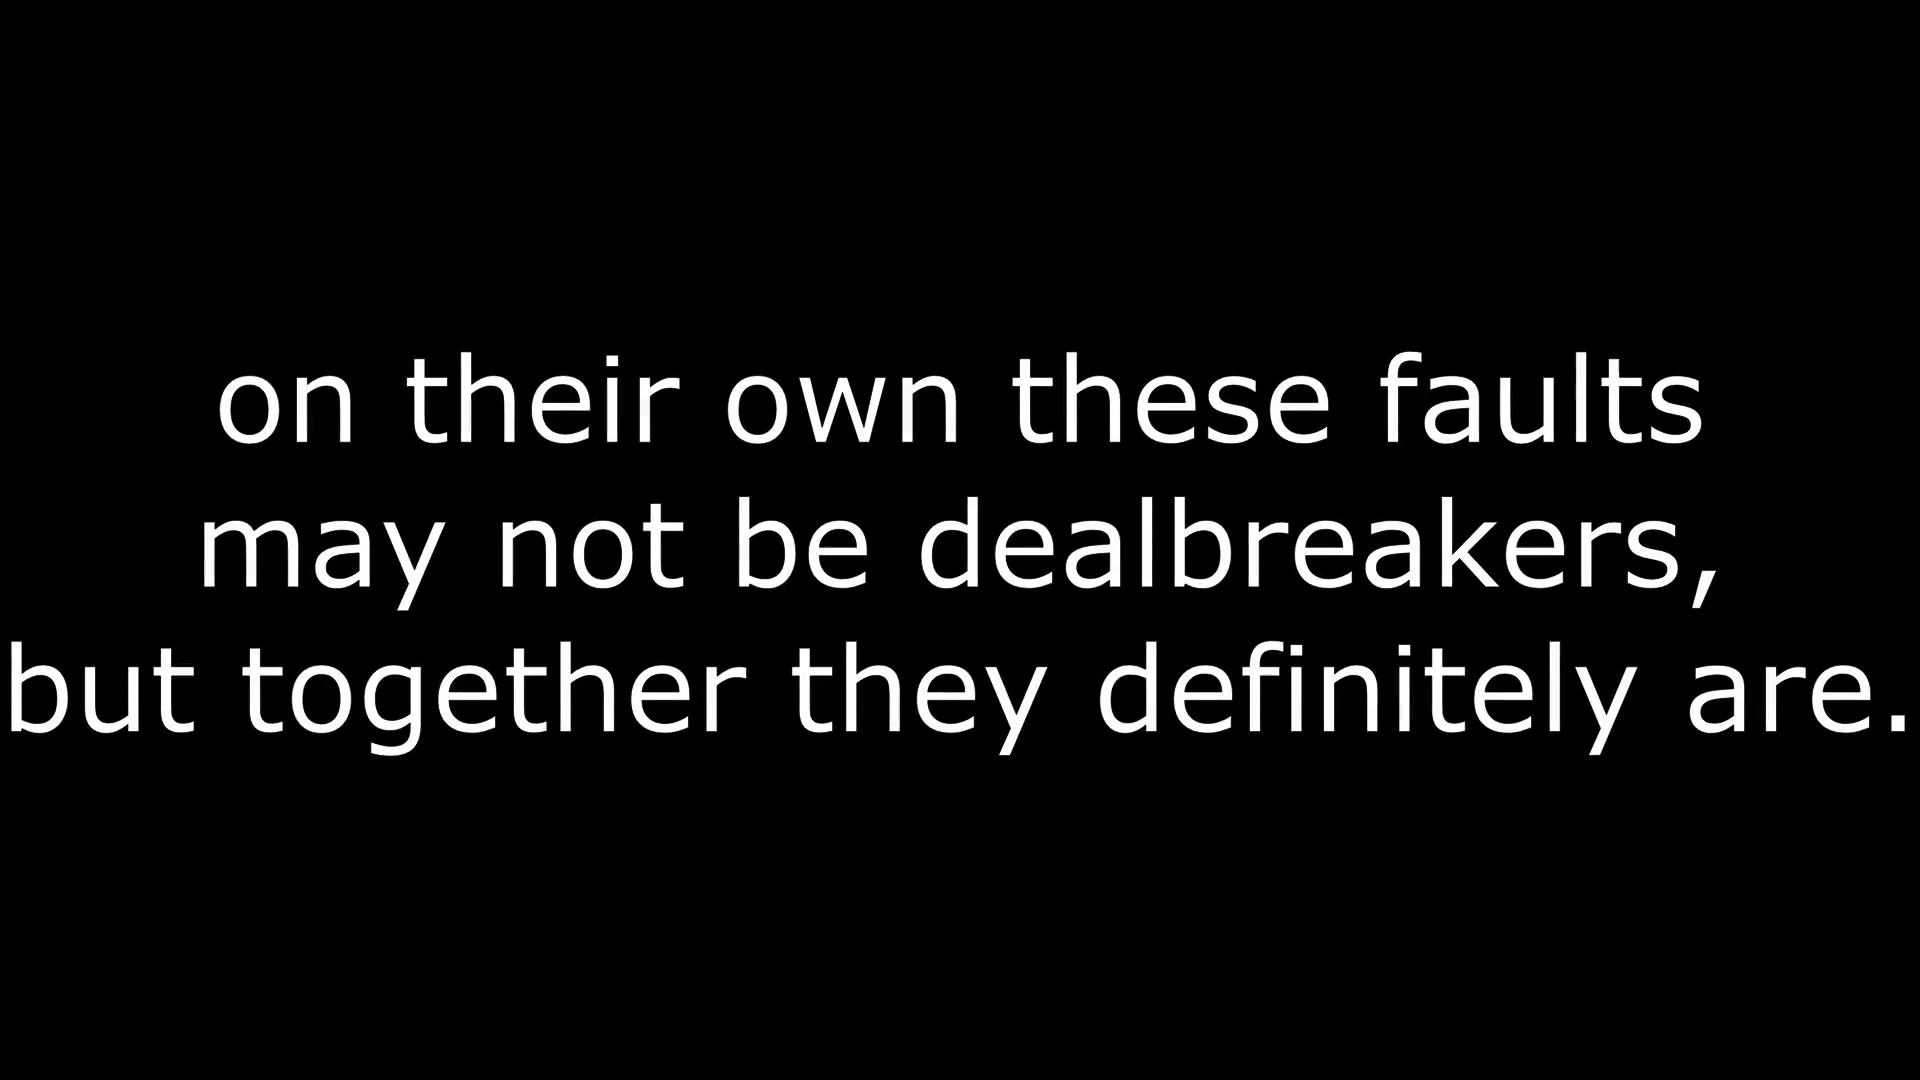 on their own these faults
may not be dealbreakers,
but together they definitely are.